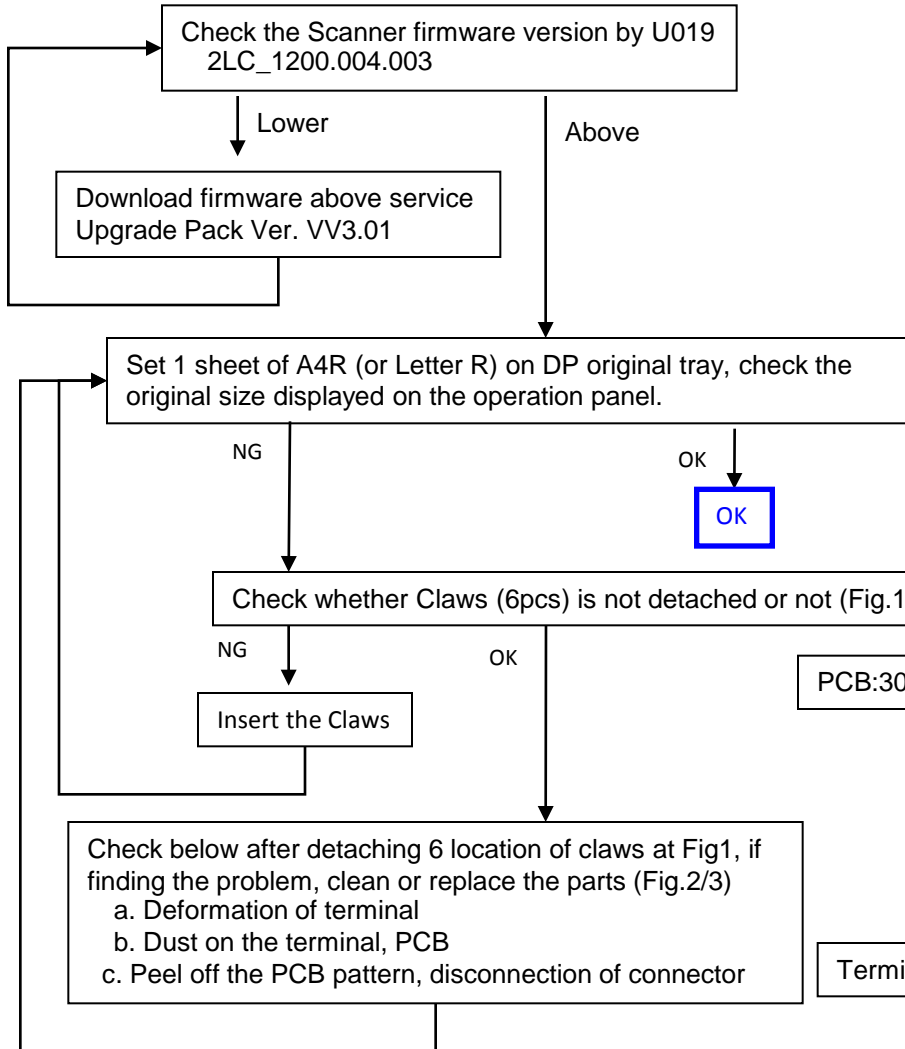 Check the Scanner firmware version by U019
2LC_1200.004.003
Lower
Above
Download firmware above service
Upgrade Pack Ver. VV3.01
Set 1 sheet of A4R (or Letter R) on DP original tray, check the
original size displayed on the operation panel.
NG
OK
OK
Check whether Claws (6pcs) is not detached or not (Fig.1
NG
OK
PCB:30
Insert the Claws
Check below after detaching 6 location of claws at Fig1, if
finding the problem, clean or replace the parts (Fig.2/3)
a. Deformation of terminal
b. Dust on the terminal, PCB
c. Peel off the PCB pattern, disconnection of connector
Termi